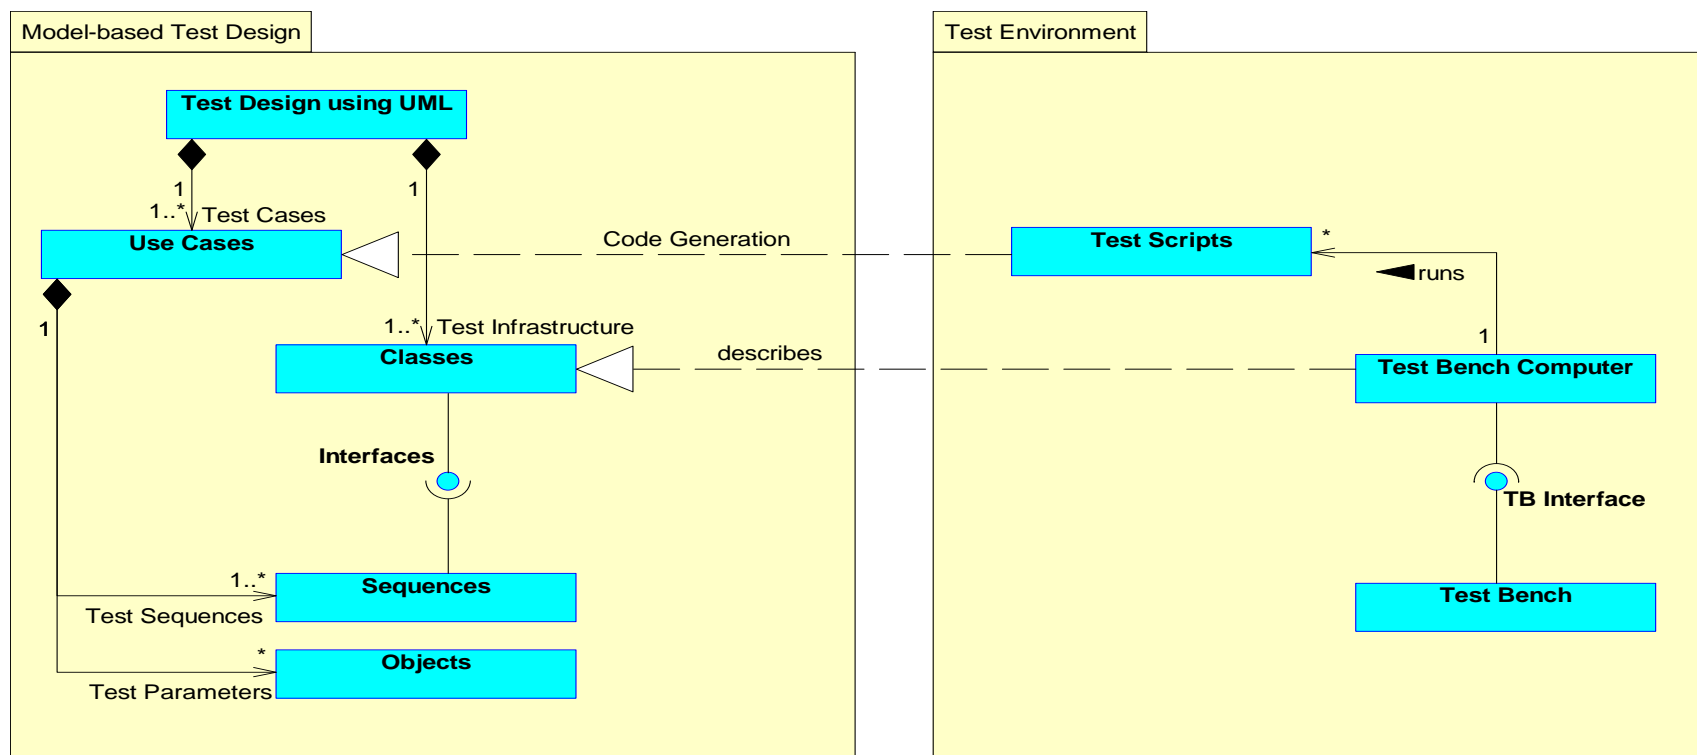 Model-based Test Design
Test Design using UML
1
1
1..*
Test Cases
Use Cases
1
1..*
Test Infrastructure
Classes
Interfaces
1..*
Sequences
Test Sequences
*
Objects
Test Parameters
Code Generation
describes
Test Environment
Test Scripts
*
runs
1
Test Bench Computer
TB Interface
Test Bench